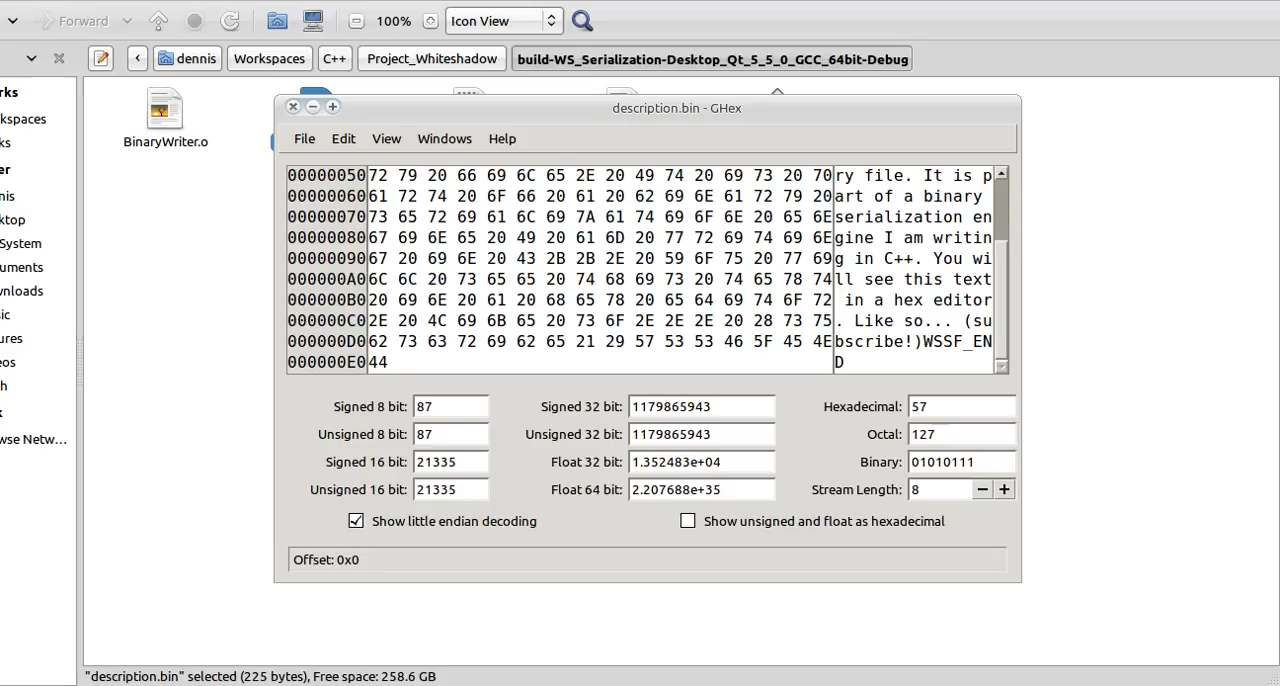 Forward 100% Icon View
dennis Workspaces C++ Project_Whiteshadow build-WS_Serialization-Desktop_Qt_5_5_0_GCC_64bit-Debug
rks
kspaces
ks
er
nis
ktop
System
uments
vnloads
sic
ures
eos
h
k
wse Netw...
BinaryWriter.o
description.bin - GHex
File Edit View Windows Help
00000050 72 79 20 66 69 6C 65 2E 20 49 74 20 69 73 20 70 ry file. It is p
00000060 61 72 74 20 6F 66 20 61 20 62 69 6E 61 72 79 20 art of a binary
00000070 73 65 72 69 61 6C 69 7A 61 74 69 6F 6E 20 65 6E serialization en
00000080 67 69 6E 65 20 49 20 61 6D 20 77 72 69 74 69 6E gine I am writin
00000090 67 20 69 6E 20 43 2B 2B 2E 20 59 6F 75 20 77 69 g in C++. You wi
000000A0 6C 6C 20 73 65 65 20 74 68 69 73 20 74 65 78 74 ll see this text
000000B0 20 69 6E 20 61 20 68 65 78 20 65 64 69 74 6F 72 in a hex editor
000000C0 2E 20 4C 69 6B 65 20 73 6F 2E 2E 2E 20 28 73 75 . Like so... (su
000000D0 62 73 63 72 69 62 65 21 29 57 53 53 46 5F 45 4E bscribe!)WSSF_EN
000000E0 44 D
Signed 8 bit: 87 Signed 32 bit: 1179865943 Hexadecimal: 57
Unsigned 8 bit: 87 Unsigned 32 bit: 1179865943 Octal: 127
Signed 16 bit: 21335 Float 32 bit: 1.352483e+04 Binary: 01010111
Unsigned 16 bit: 21335 Float 64 bit: 2.207688e+35 Stream Length: 8
Show little endian decoding Show unsigned and float as hexadecimal
Offset: 0x0
"description.bin" selected (225 bytes), Free space: 258.6 GB